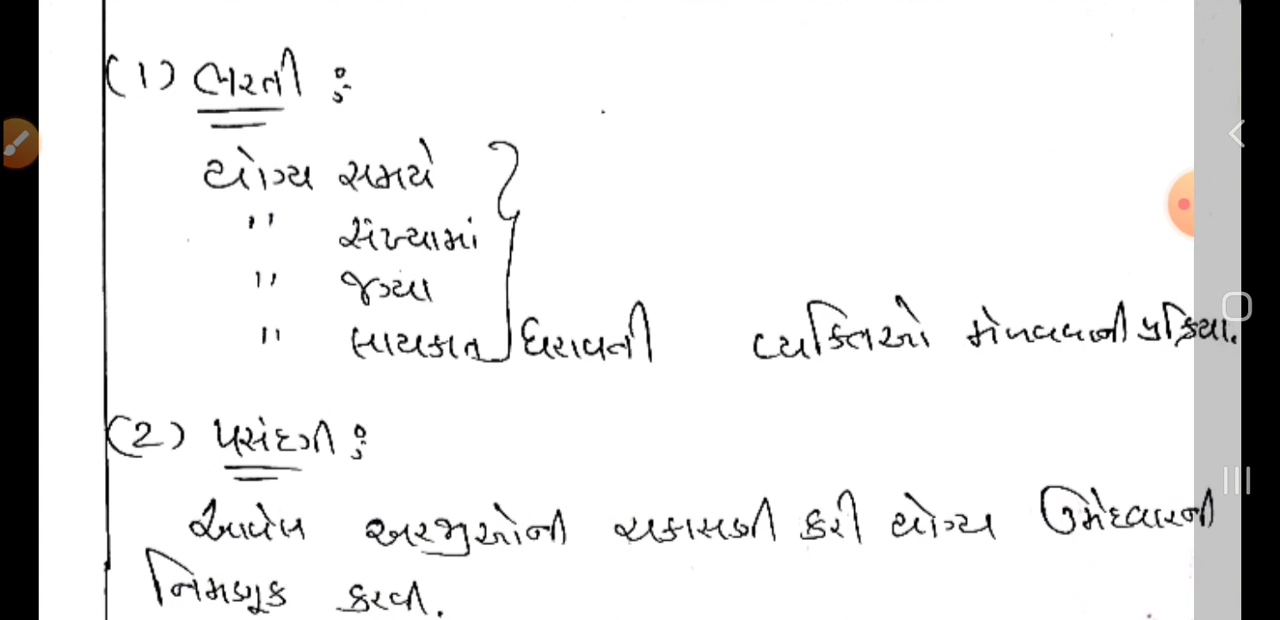 (1) ભરતી :
યોગ્ય સમયે
" સંખ્યામાં
" જગ્યા
" લાયકાત ધરાવતી વ્યક્તિઓ મેળવવાની પ્રક્રિયા.
(2) પસંદગી :
આવેલ અરજીઓની ચકાસણી કરી યોગ્ય ઉમેદવારની
નિમણૂક કરવી.